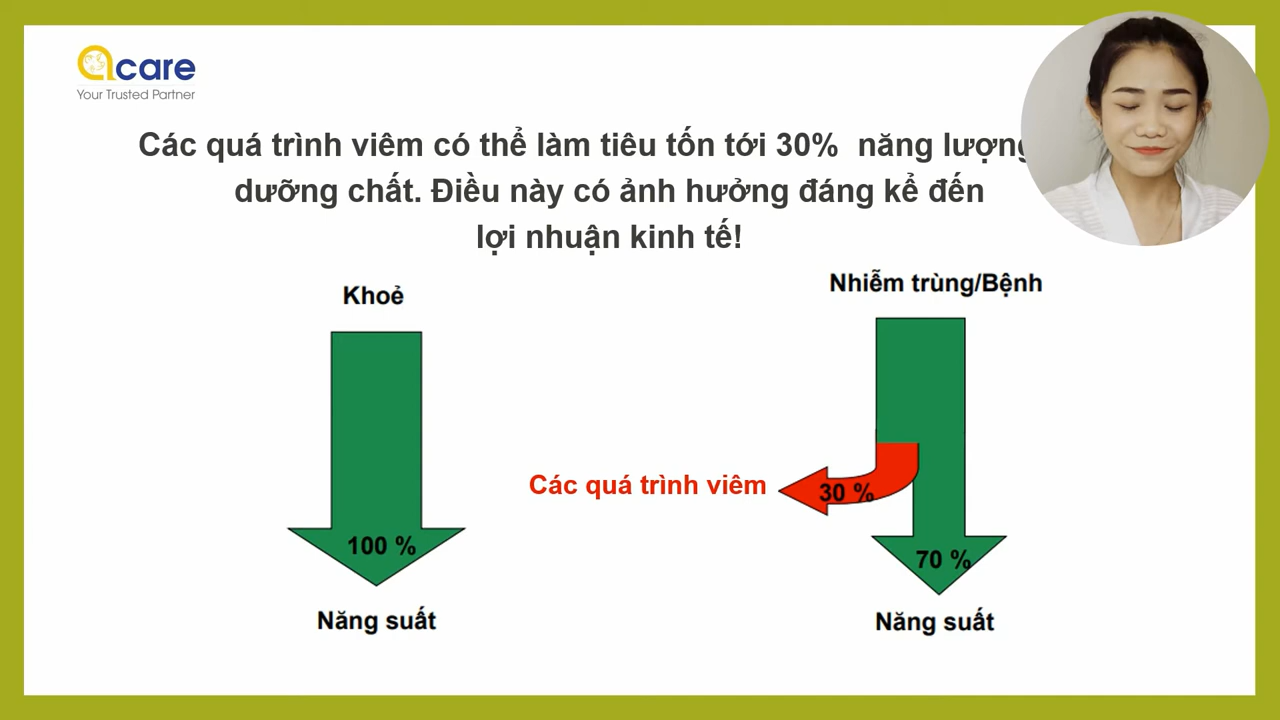 acare
Your Trusted Partner
Các quá trình viêm có thể làm tiêu tốn tới 30% năng lượng
dưỡng chất. Điều này có ảnh hưởng đáng kể đến
lợi nhuận kinh tế!
Khoẻ
Nhiễm trùng/Bệnh
Các quá trình viêm
30 %
100 %
70 %
Năng suất
Năng suất